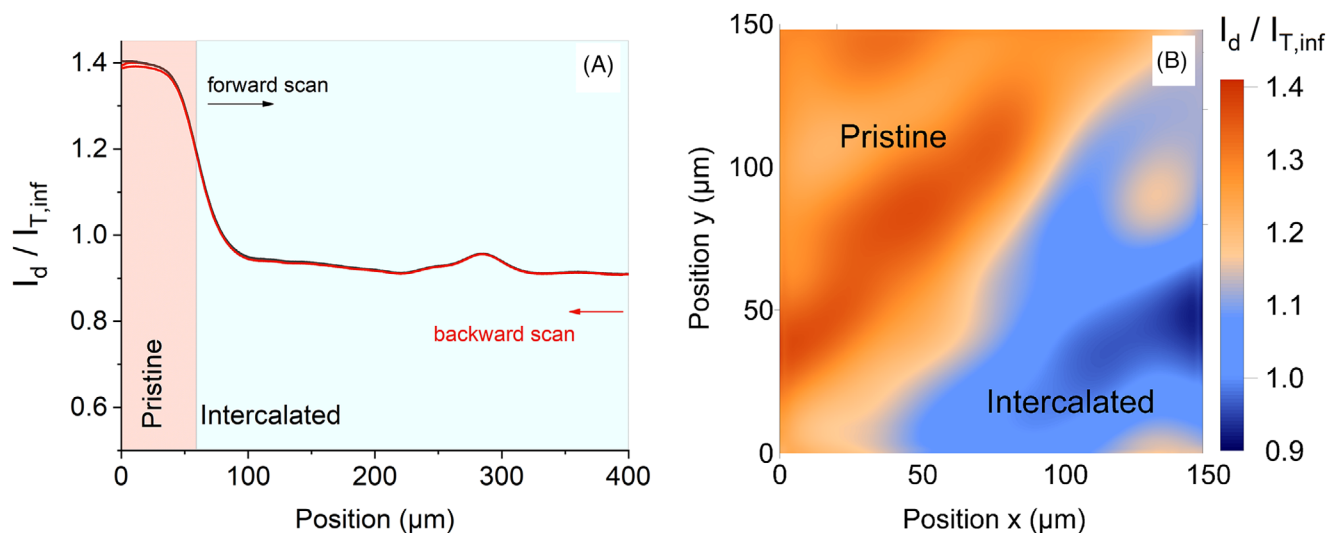 (A)
forward scan
backward scan
Pristine
Intercalated
I_d / I_T,inf
1.4
1.2
1.0
0.8
0.6
0
100
200
300
400
Position (µm)
(B)
I_d / I_T,inf
Pristine
Intercalated
Position y (µm)
150
100
50
0
0
50
100
150
Position x (µm)
1.4
1.3
1.2
1.1
1.0
0.9